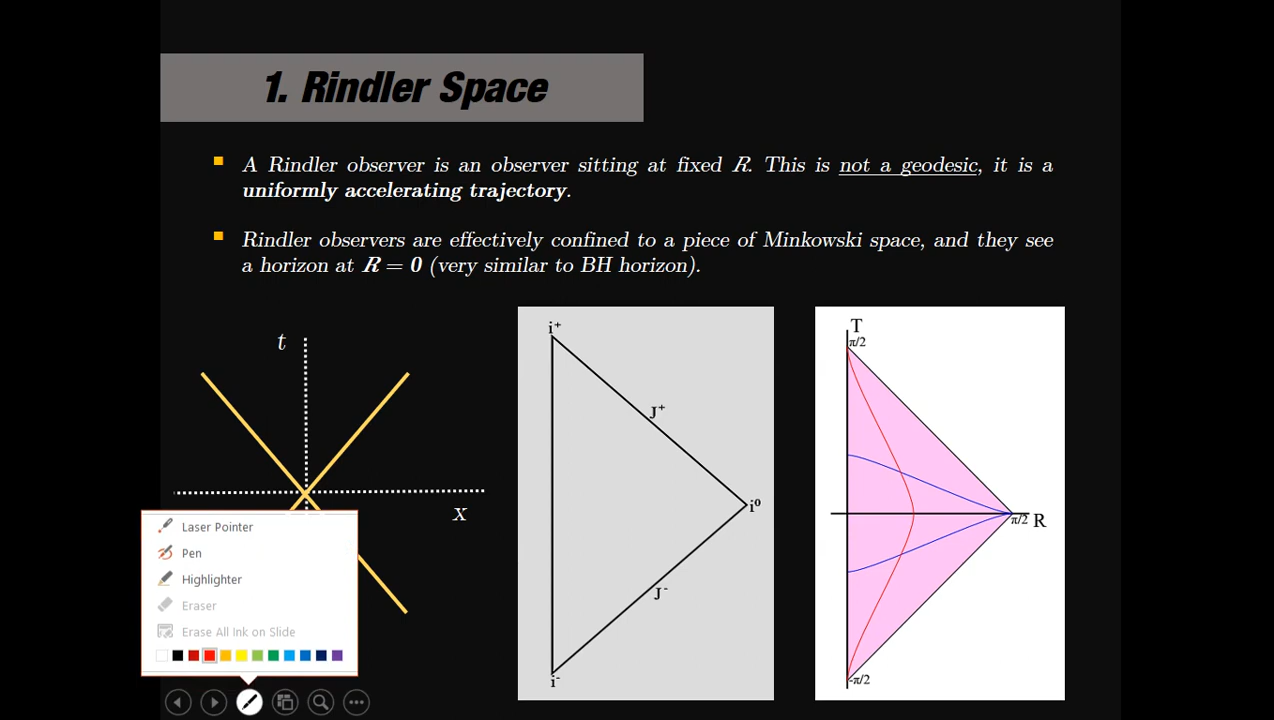 1. Rindler Space
A Rindler observer is an observer sitting at fixed R. This is not a geodesic, it is a
uniformly accelerating trajectory.
Rindler observers are effectively confined to a piece of Minkowski space, and they see
a horizon at R = 0 (very similar to BH horizon).
t
x
i+
J+
i0
J-
i-
T
π/2
π/2
R
-π/2
Laser Pointer
Pen
Highlighter
Eraser
Erase All Ink on Slide